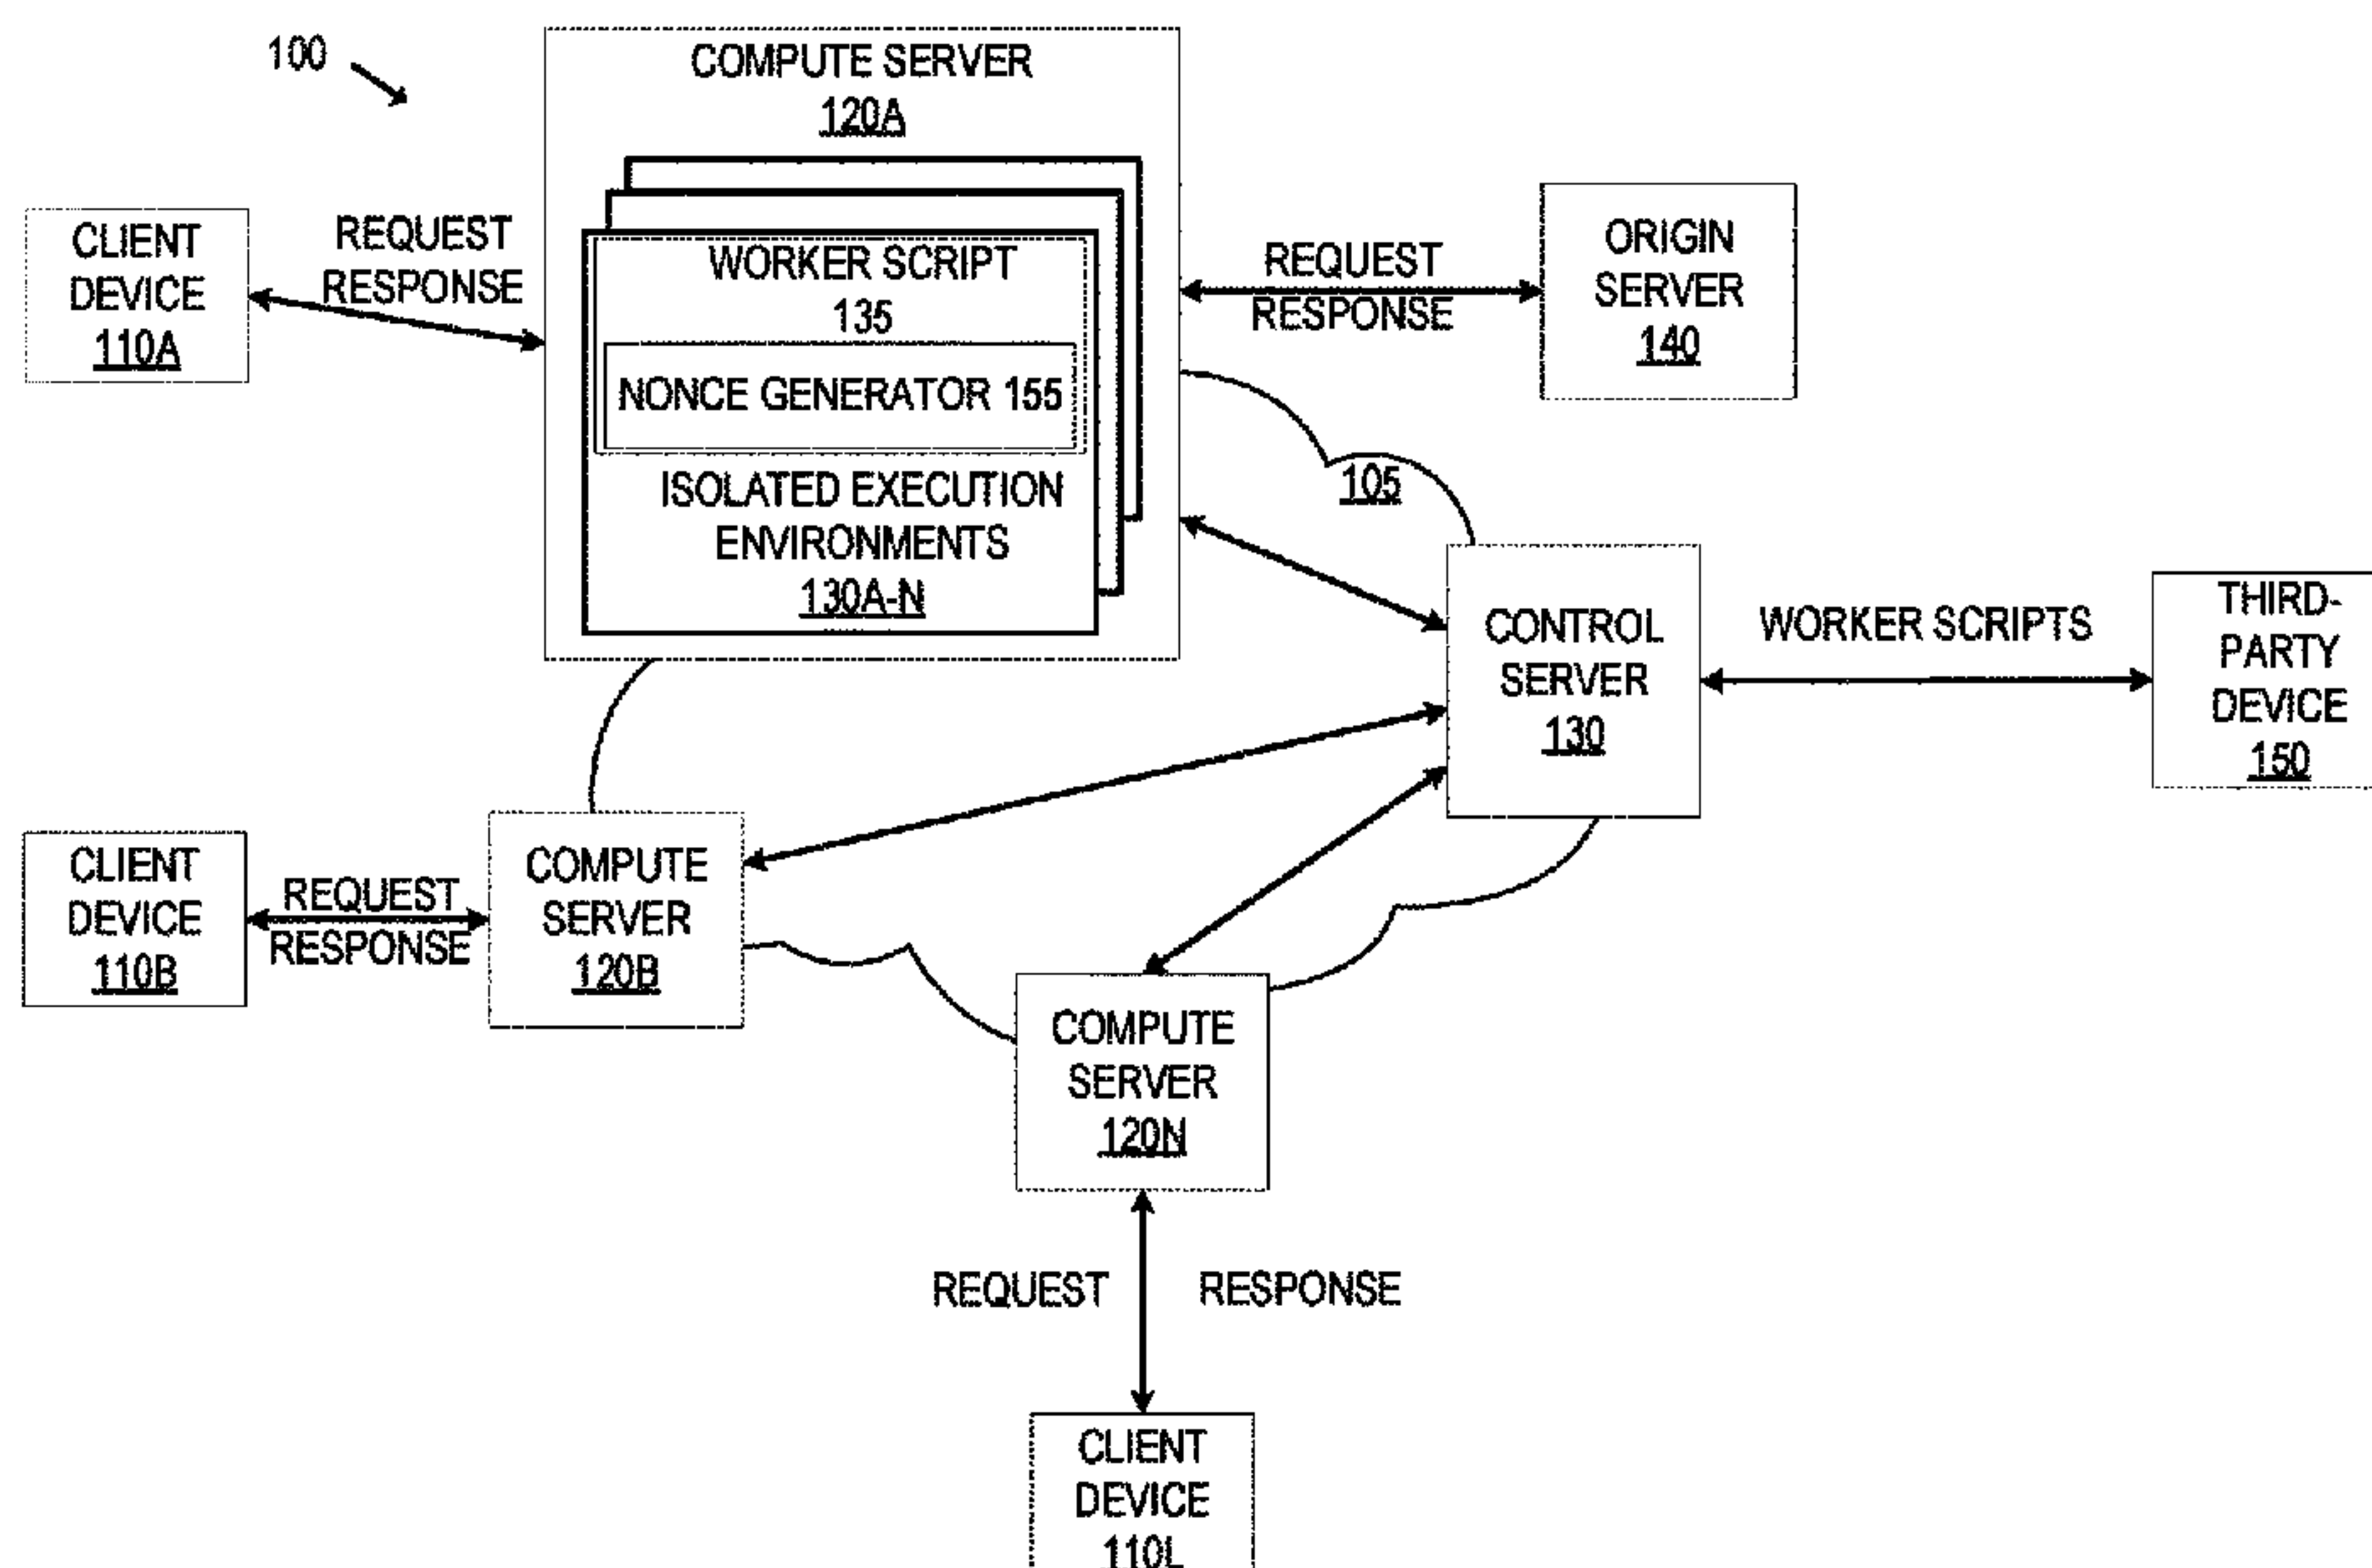 100
COMPUTE SERVER
120A
CLIENT
DEVICE
110A
REQUEST
RESPONSE
WORKER SCRIPT
135
NONCE GENERATOR 155
ISOLATED EXECUTION
ENVIRONMENTS
130A-N
REQUEST
RESPONSE
ORIGIN
SERVER
140
105
CONTROL
SERVER
130
WORKER SCRIPTS
THIRD-
PARTY
DEVICE
150
CLIENT
DEVICE
110B
REQUEST
RESPONSE
COMPUTE
SERVER
120B
COMPUTE
SERVER
120N
REQUEST
RESPONSE
CLIENT
DEVICE
110L